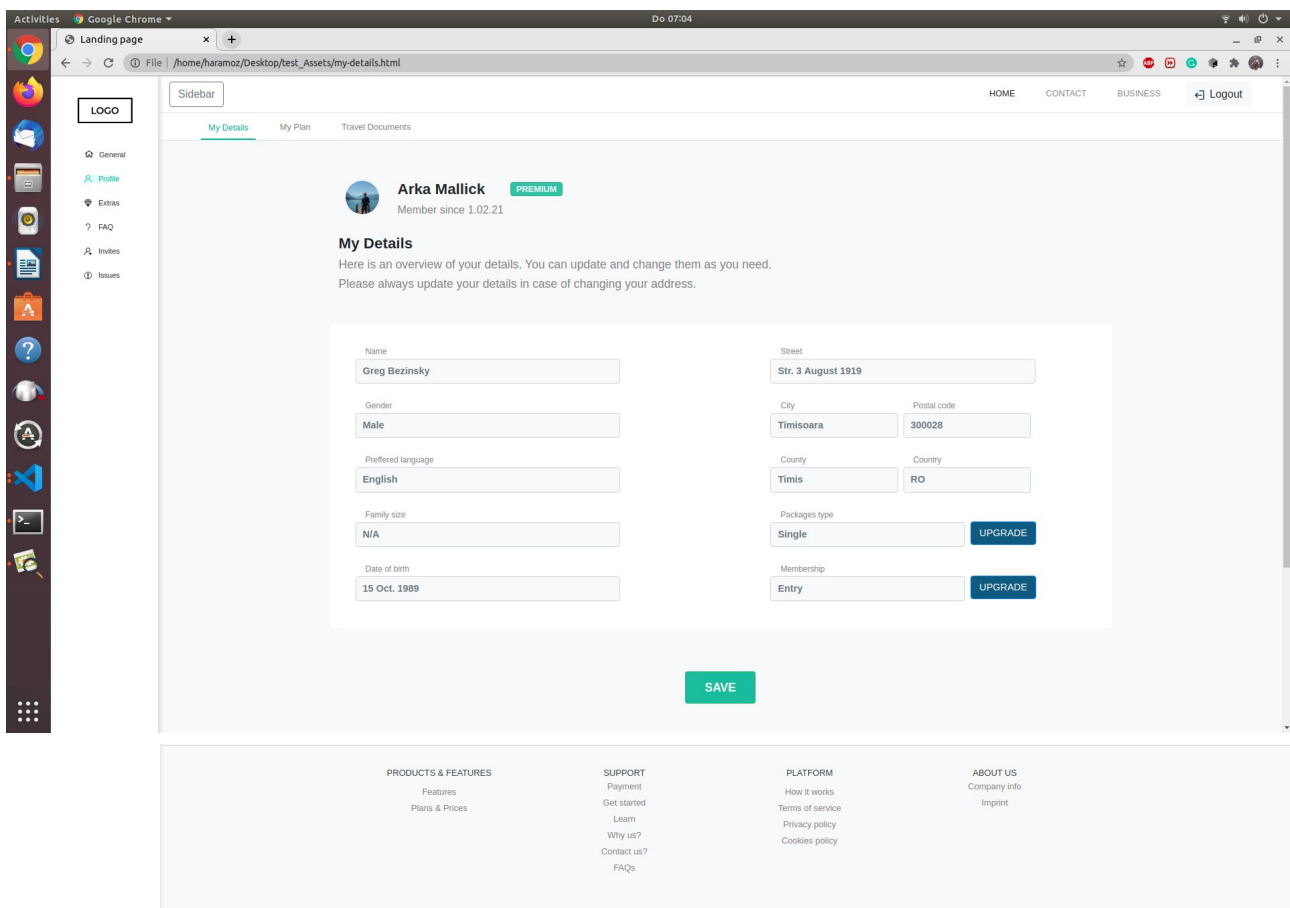 Activities Google Chrome Do 07:04
Landing page
File /home/haramoz/Desktop/test_Assets/my-details.html
LOGO
General
Profile
Extras
FAQ
Invites
Issues
Sidebar HOME CONTACT BUSINESS Logout
My Details My Plan Travel Documents
Arka Mallick PREMIUM
Member since 1.02.21
My Details
Here is an overview of your details. You can update and change them as you need.
Please always update your details in case of changing your address.
Name
Greg Bezinsky
Gender
Male
Preffered language
English
Family size
N/A
Date of birth
15 Oct. 1989
Street
Str. 3 August 1919
City Postal code
Timisoara 300028
County Country
Timis RO
Packages type
Single UPGRADE
Membership
Entry UPGRADE
SAVE
PRODUCTS & FEATURES
Features
Plans & Prices
SUPPORT
Payment
Get started
Learn
Why us?
Contact us?
FAQs
PLATFORM
How it works
Terms of service
Privacy policy
Cookies policy
ABOUT US
Company info
Imprint